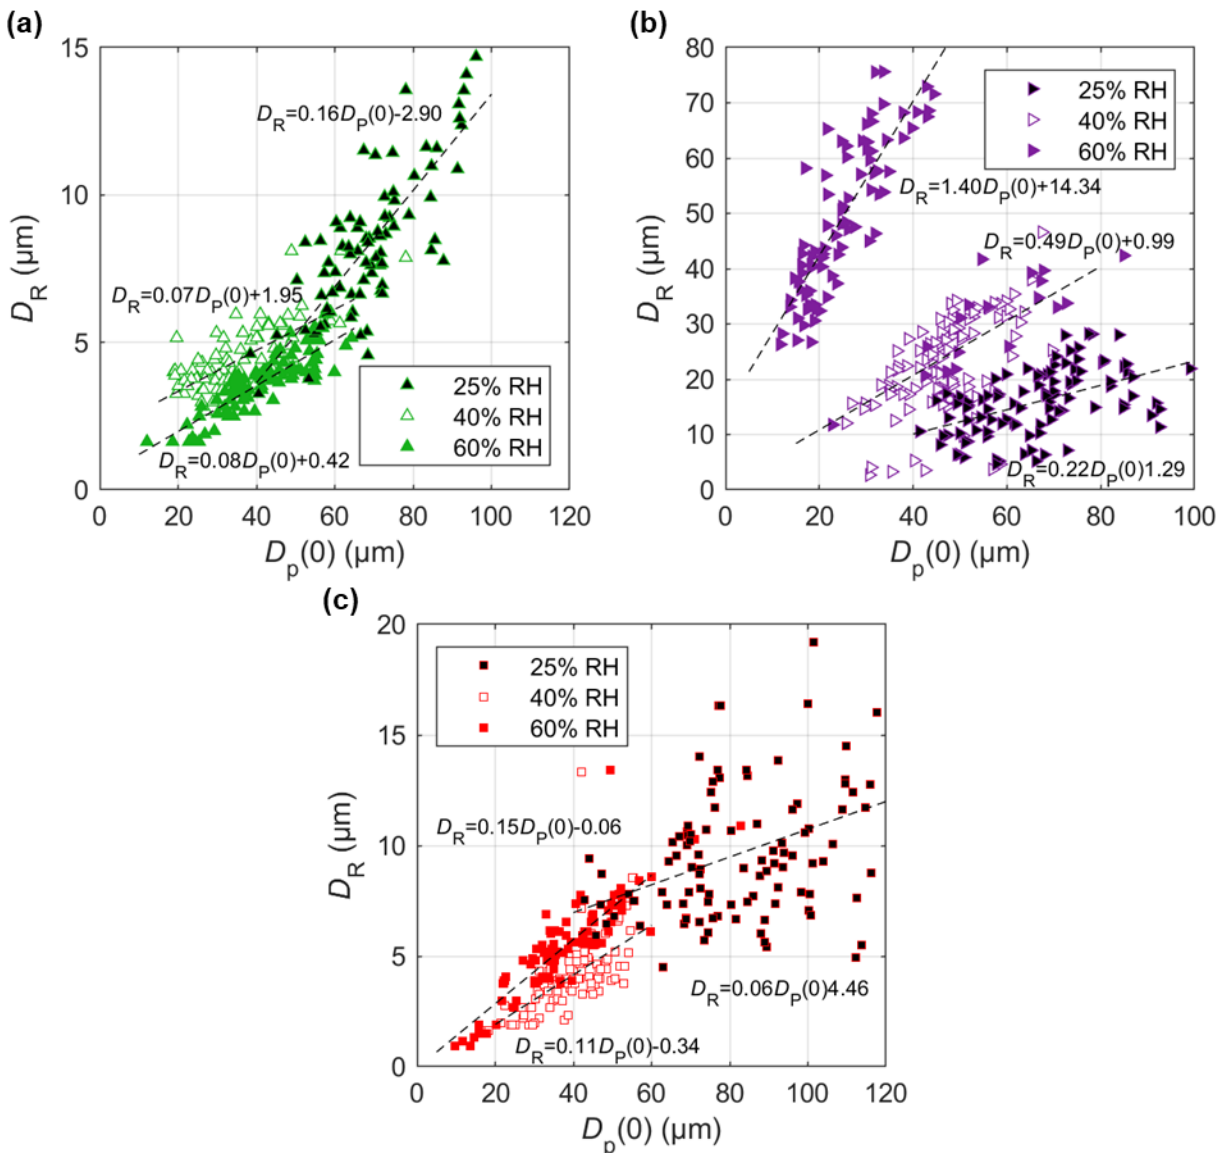 (a)
15
10
5
0
D_R (µm)
D_R=0.16D_P(0)-2.90
D_R=0.07D_P(0)+1.95
D_R=0.08D_P(0)+0.42
25% RH
40% RH
60% RH
0 20 40 60 80 100 120
D_p(0) (µm)
(b)
80
70
60
50
40
30
20
10
0
D_R (µm)
25% RH
40% RH
60% RH
D_R=1.40D_P(0)+14.34
D_R=0.49D_P(0)+0.99
D_R=0.22D_P(0)1.29
0 20 40 60 80 100
D_p(0) (µm)
(c)
20
15
10
5
0
D_R (µm)
25% RH
40% RH
60% RH
D_R=0.15D_P(0)-0.06
D_R=0.06D_P(0)4.46
D_R=0.11D_P(0)-0.34
0 20 40 60 80 100 120
D_p(0) (µm)